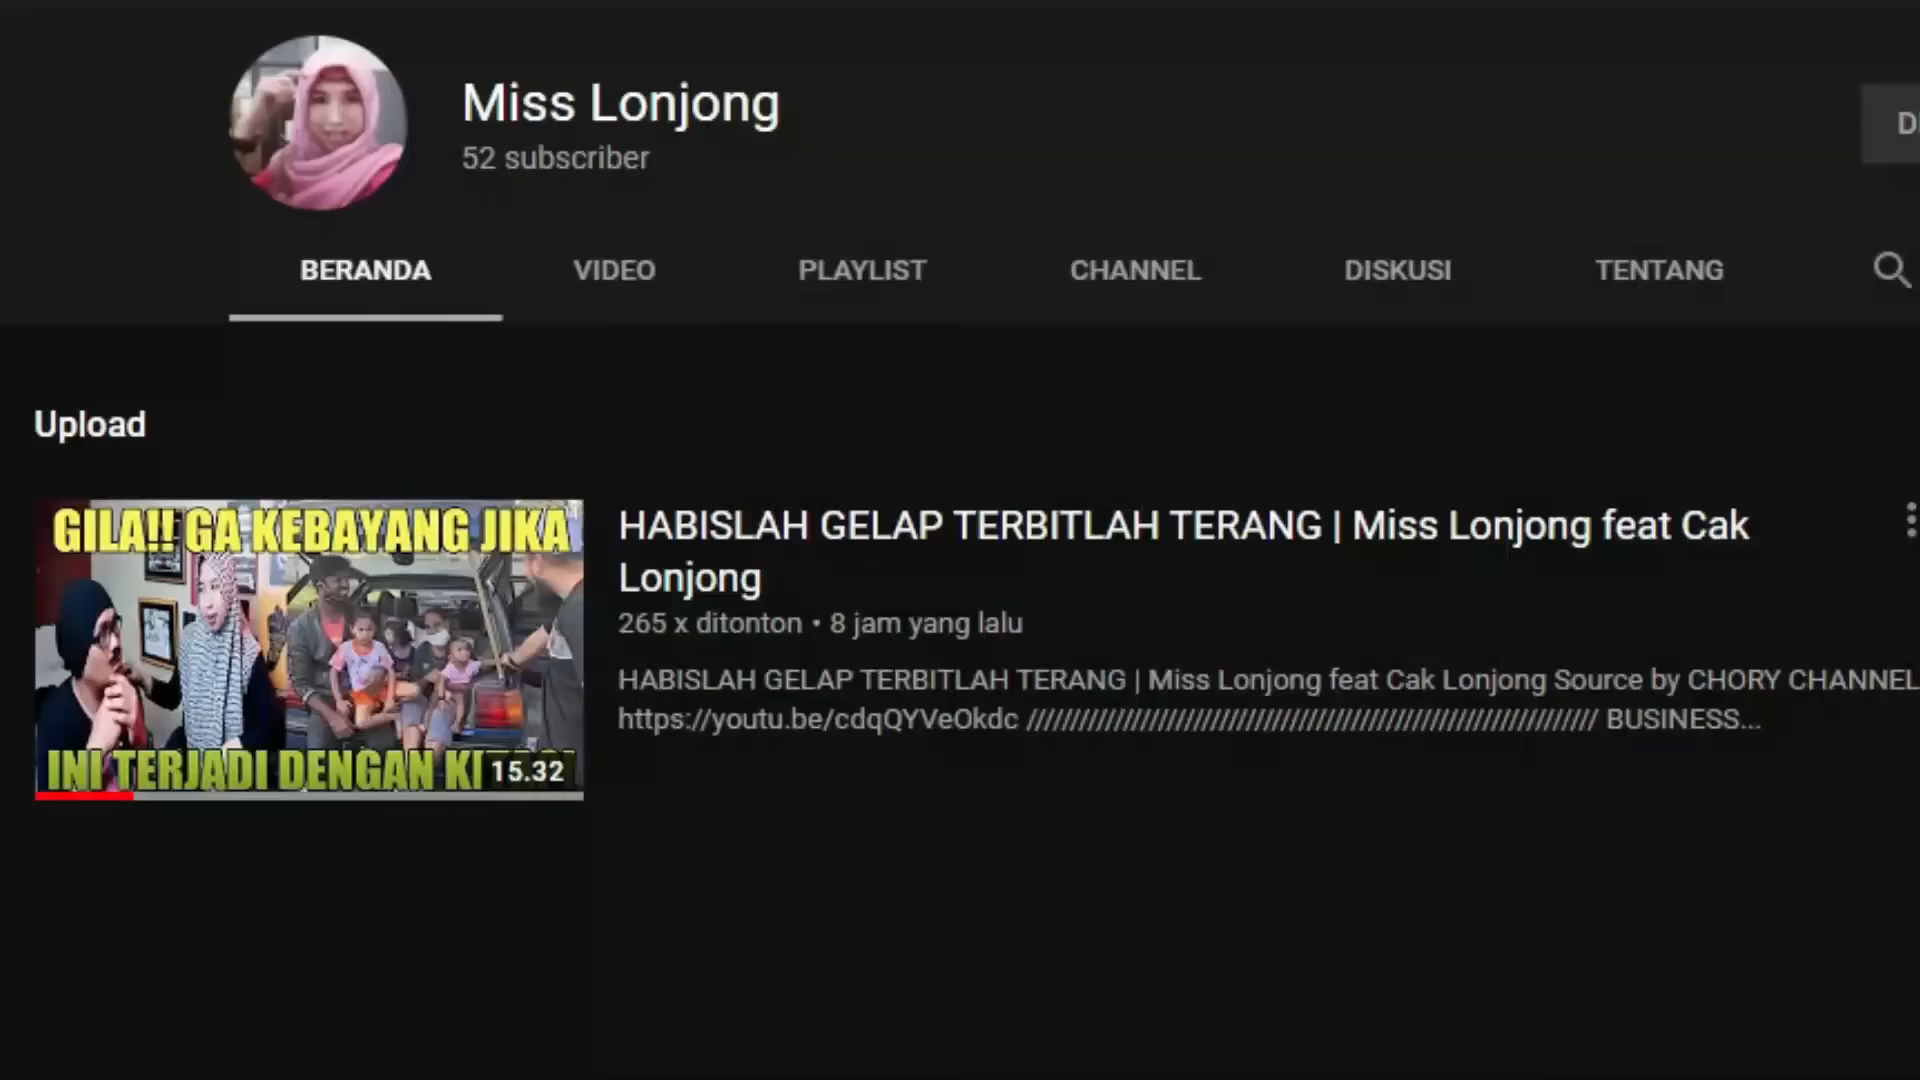 Miss Lonjong
52 subscriber
D
BERANDA VIDEO PLAYLIST CHANNEL DISKUSI TENTANG
Upload
GILA!! GA KEBAYANG JIKA
INI TERJADI DENGAN
15.32
HABISLAH GELAP TERBITLAH TERANG | Miss Lonjong feat Cak
Lonjong
265 x ditonton • 8 jam yang lalu
HABISLAH GELAP TERBITLAH TERANG | Miss Lonjong feat Cak Lonjong Source by CHORY CHANNEL
https://youtu.be/cdqQYVeOkdc ////////////////////////////////////////////////////////////////// BUSINESS...